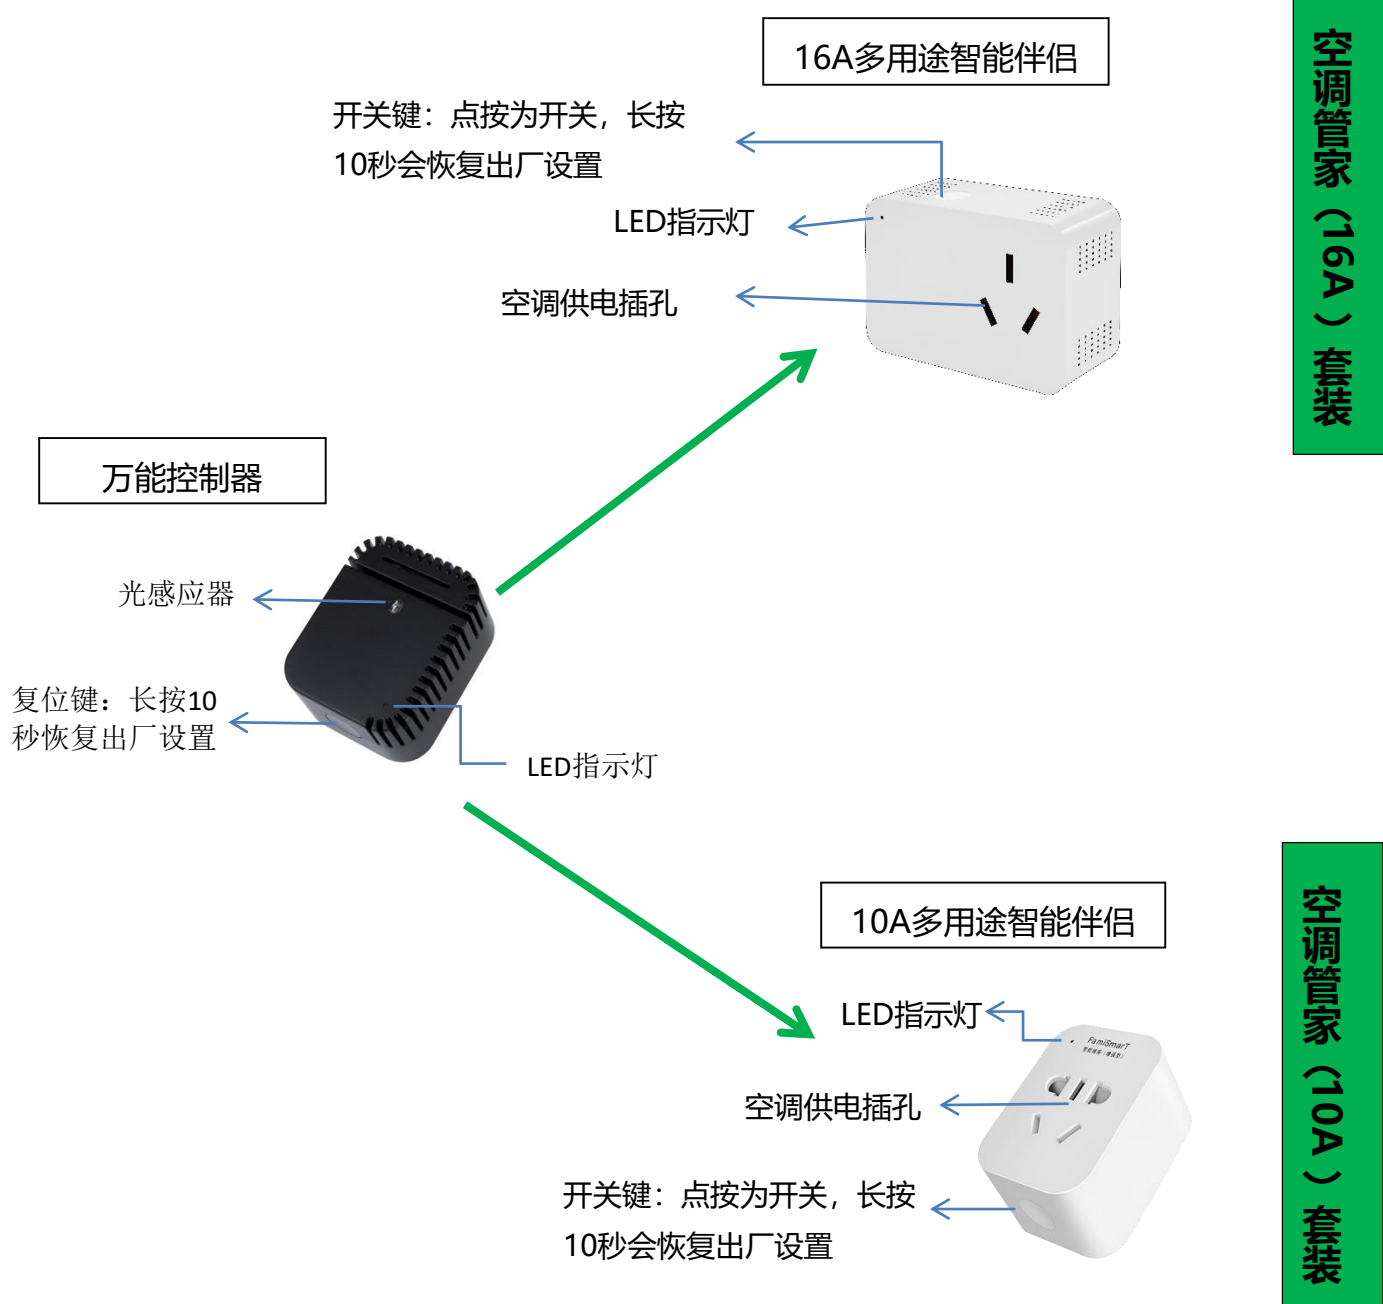 16A多用途智能伴侣
开关键：点按为开关，长按
10秒会恢复出厂设置
LED指示灯
空调供电插孔
空调管家（16A）套装
万能控制器
光感应器
复位键：长按10
秒恢复出厂设置
LED指示灯
10A多用途智能伴侣
LED指示灯
FamiSmarT
空调供电插孔
开关键：点按为开关，长按
10秒会恢复出厂设置
空调管家（10A）套装